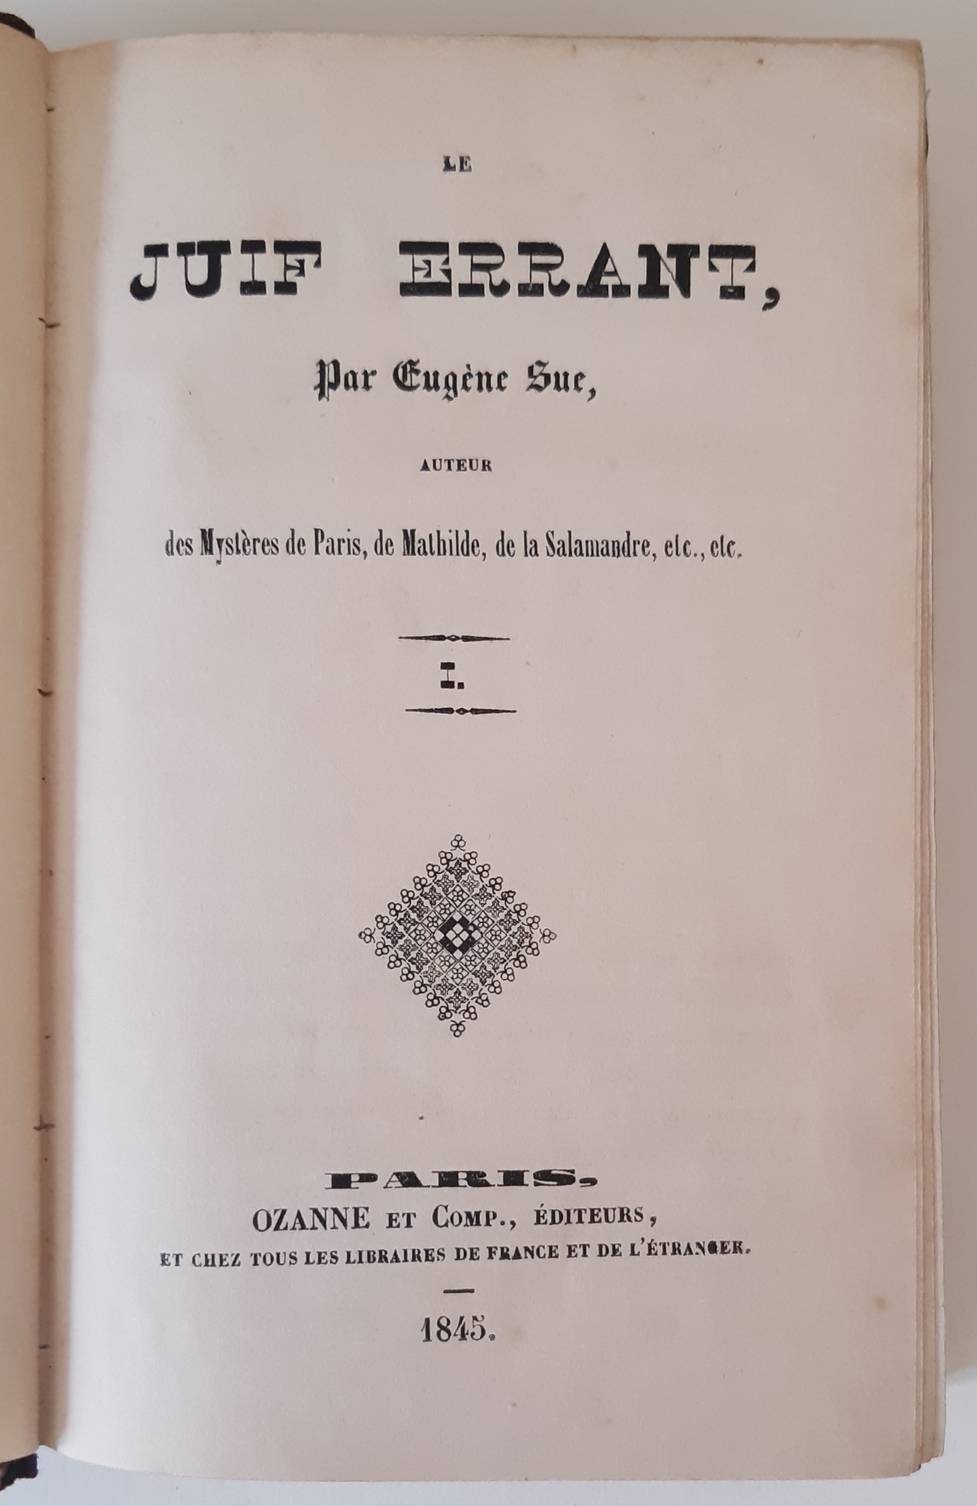 LE
JUIF ERRANT,
Par Eugène Sue,
AUTEUR
des Mystères de Paris, de Mathilde, de la Salamandre, etc., etc.
I.
PARIS,
OZANNE ET COMP., ÉDITEURS,
ET CHEZ TOUS LES LIBRAIRES DE FRANCE ET DE L'ÉTRANGER.
1845.